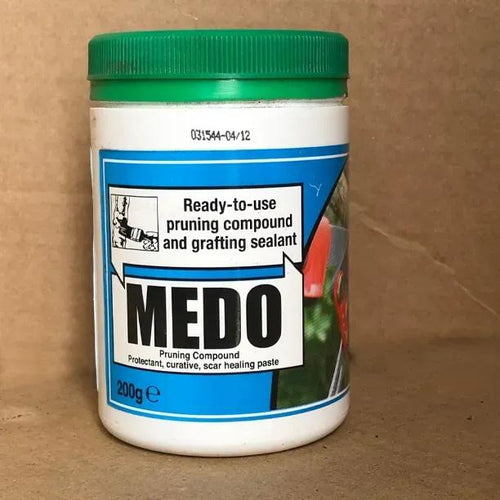 031544-04/12
Ready-to-use
pruning compound
and grafting sealant
MEDO
Pruning Compound
Protectant, curative, scar healing paste
200g ℮